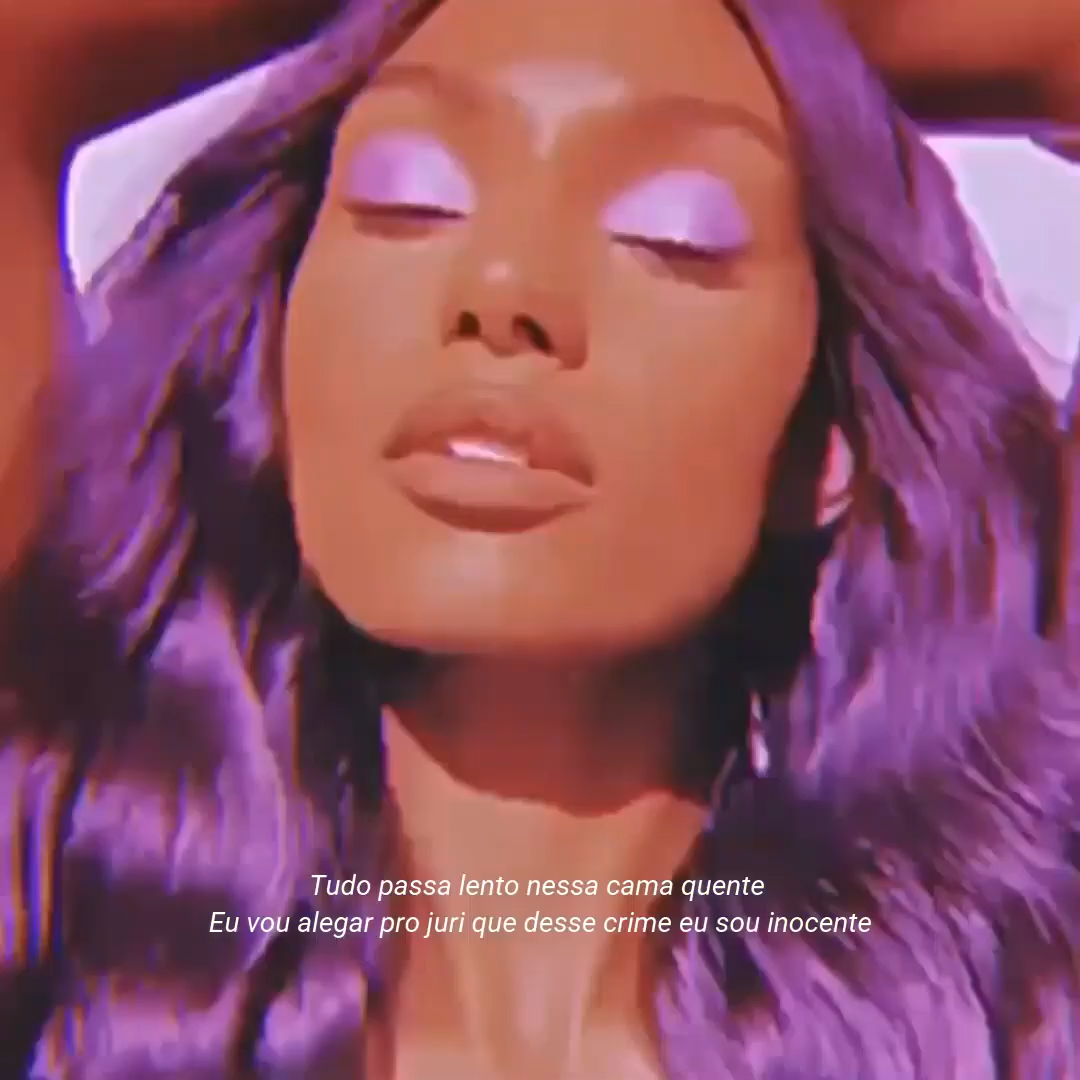 Tudo passa lento nessa cama quente
Eu vou alegar pro juri que desse crime eu sou inocente